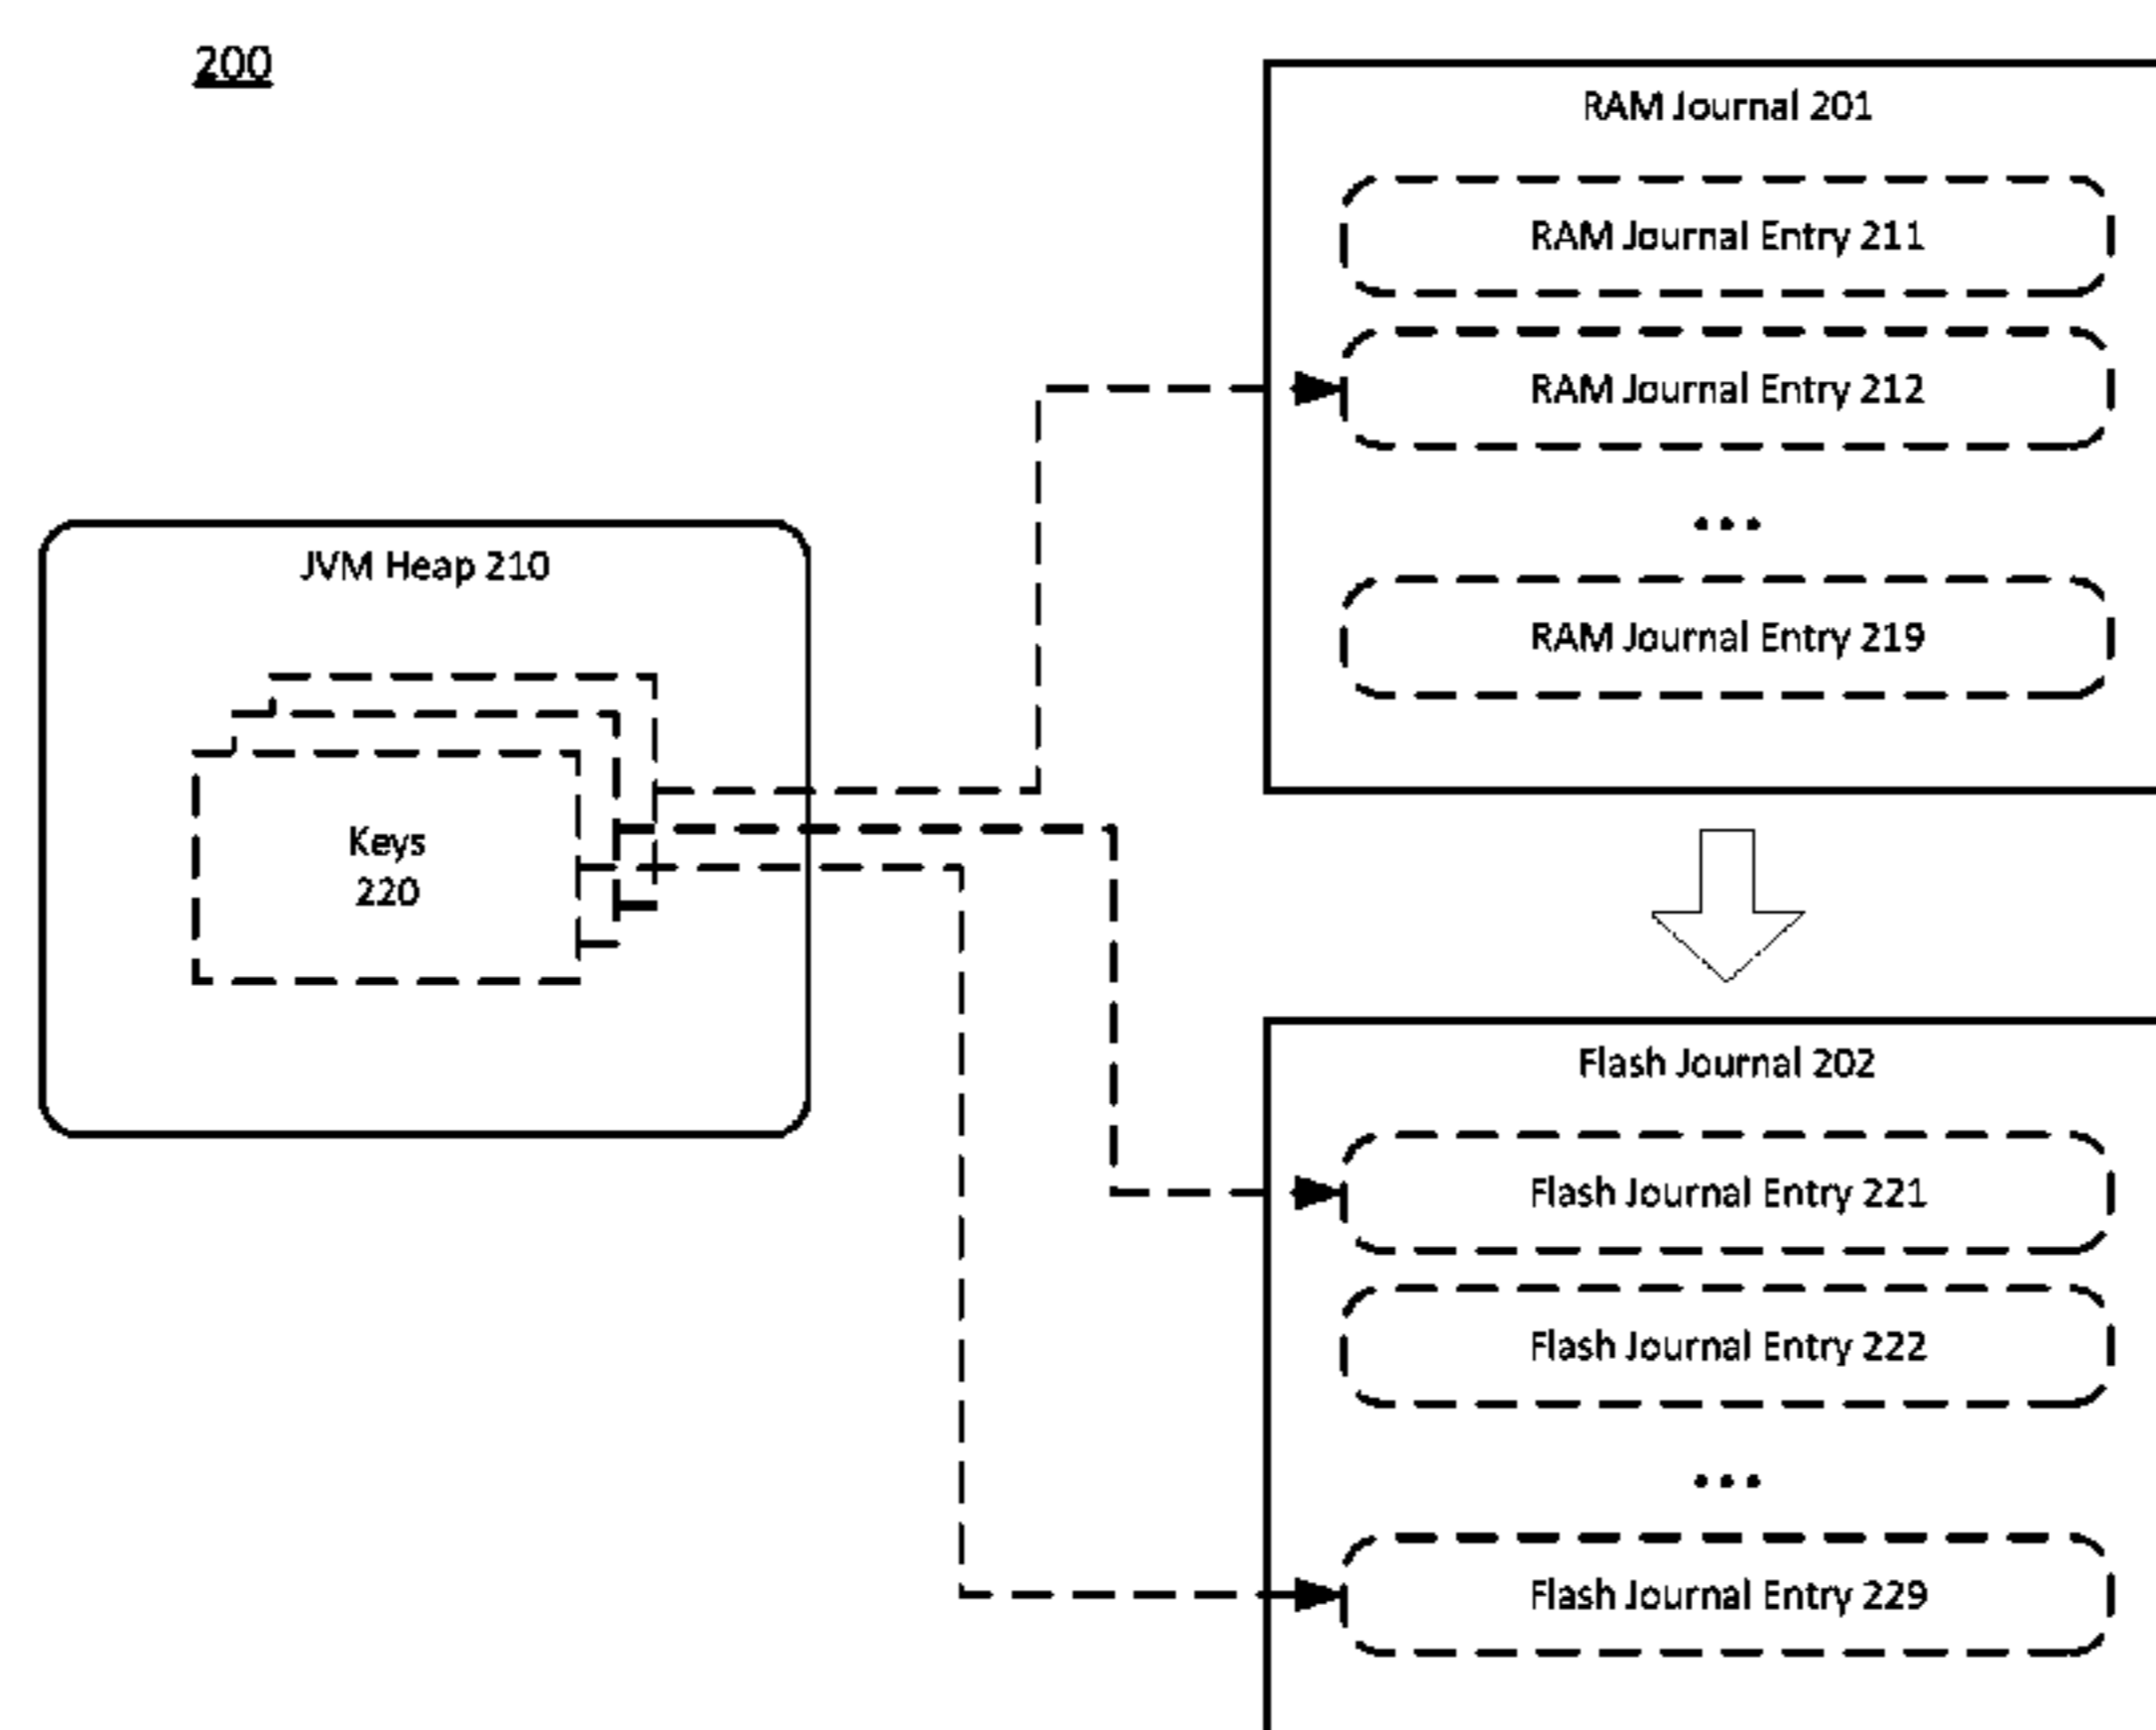 200
RAM Journal 201
RAM Journal Entry 211
RAM Journal Entry 212
...
RAM Journal Entry 219
JVM Heap 210
Keys
220
Flash Journal 202
Flash Journal Entry 221
Flash Journal Entry 222
...
Flash Journal Entry 229